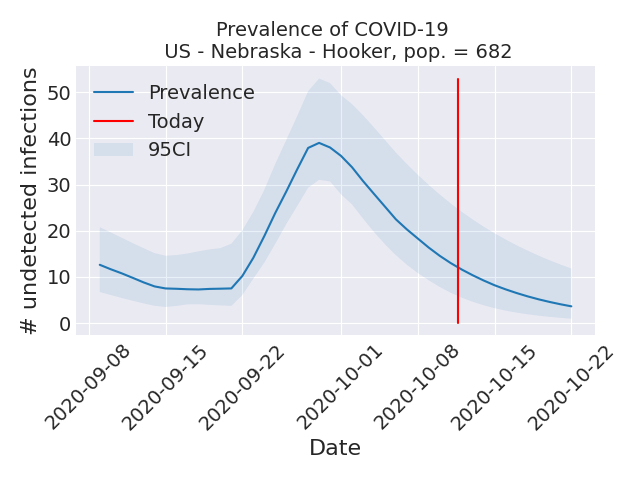 Prevalence of COVID-19
US - Nebraska - Hooker, pop. = 682
# undetected infections
50
40
30
20
10
0
Prevalence
Today
95CI
2020-09-08
2020-09-15
2020-09-22
2020-10-01
2020-10-08
2020-10-15
2020-10-22
Date